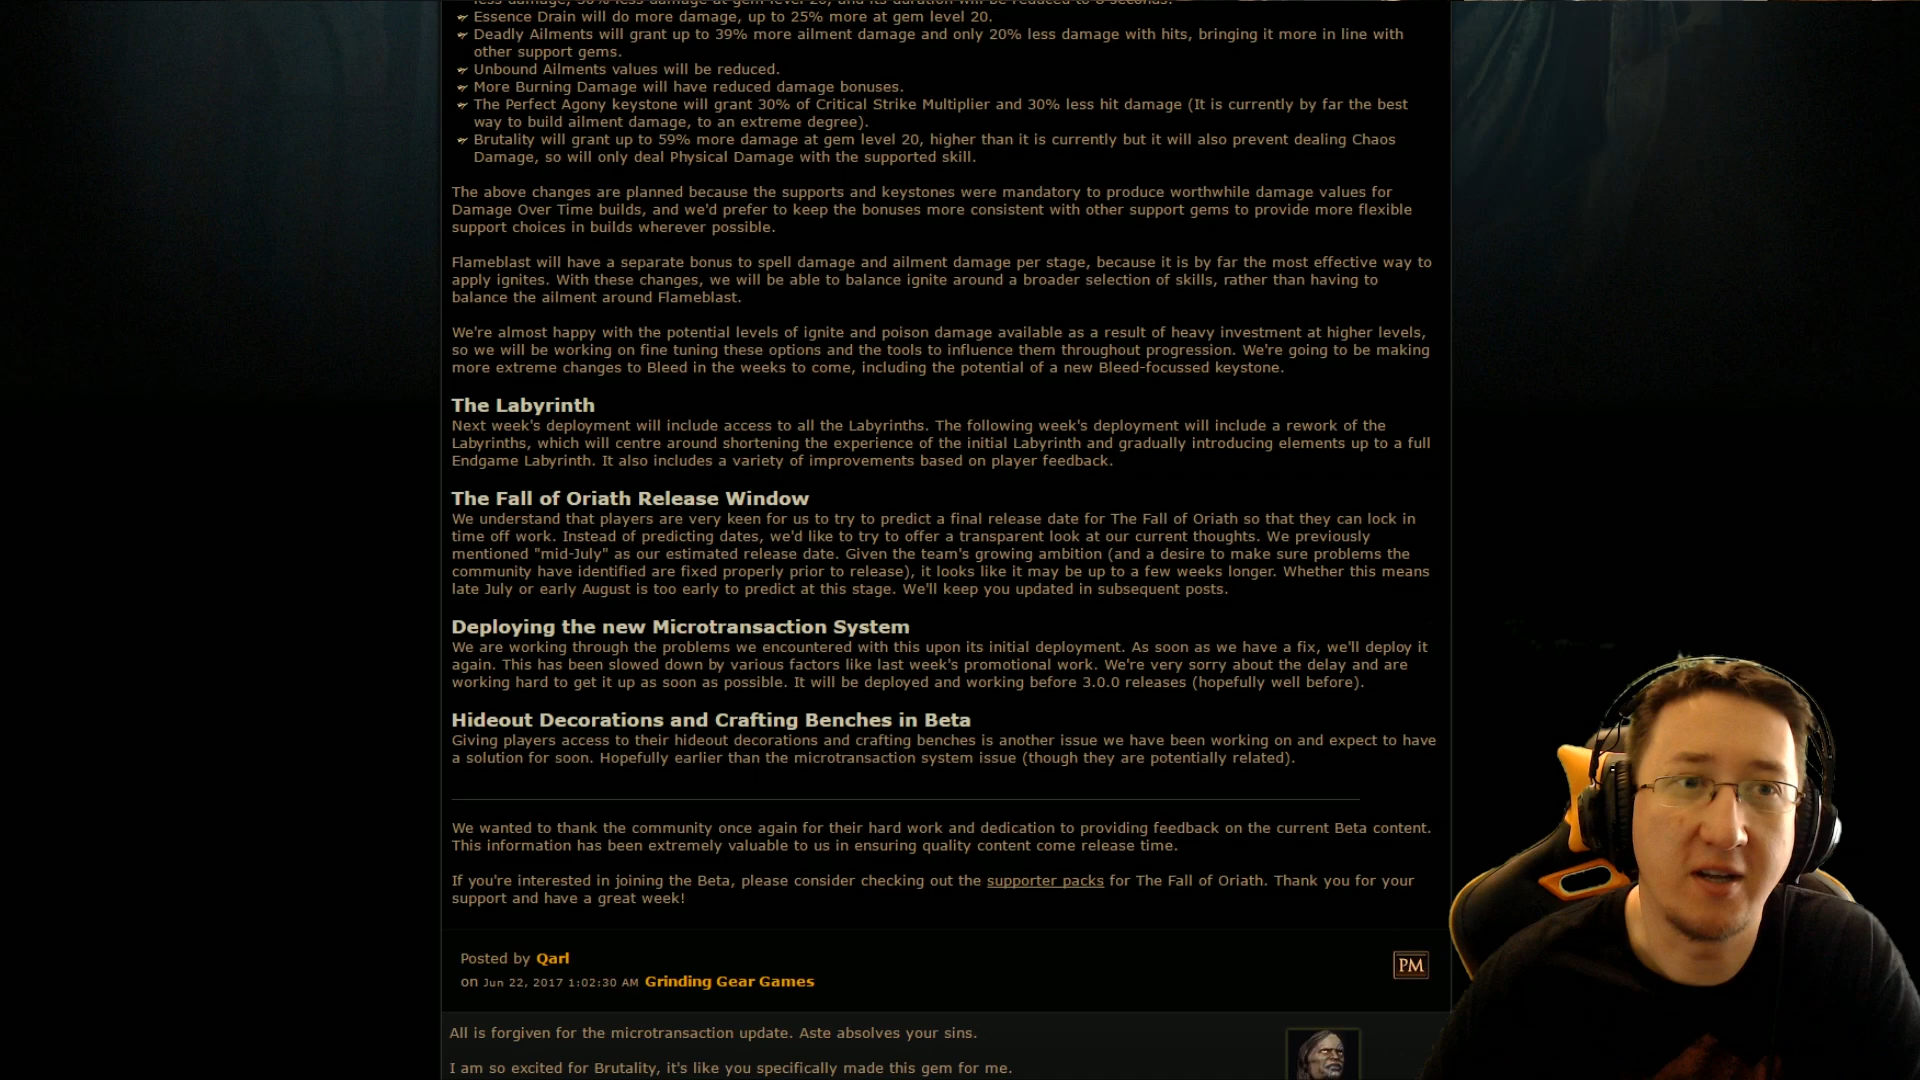 less damage, 30% less damage at gem level 20, and its duration will be reduced to 8 seconds.
Essence Drain will do more damage, up to 25% more at gem level 20.
Deadly Ailments will grant up to 39% more ailment damage and only 20% less damage with hits, bringing it more in line with
other support gems.
Unbound Ailments values will be reduced.
More Burning Damage will have reduced damage bonuses.
The Perfect Agony keystone will grant 30% of Critical Strike Multiplier and 30% less hit damage (It is currently by far the best
way to build ailment damage, to an extreme degree).
Brutality will grant up to 59% more damage at gem level 20, higher than it is currently but it will also prevent dealing Chaos
Damage, so will only deal Physical Damage with the supported skill.
The above changes are planned because the supports and keystones were mandatory to produce worthwhile damage values for
Damage Over Time builds, and we'd prefer to keep the bonuses more consistent with other support gems to provide more flexible
support choices in builds wherever possible.
Flameblast will have a separate bonus to spell damage and ailment damage per stage, because it is by far the most effective way to
apply ignites. With these changes, we will be able to balance ignite around a broader selection of skills, rather than having to
balance the ailment around Flameblast.
We're almost happy with the potential levels of ignite and poison damage available as a result of heavy investment at higher levels,
so we will be working on fine tuning these options and the tools to influence them throughout progression. We're going to be making
more extreme changes to Bleed in the weeks to come, including the potential of a new Bleed-focussed keystone.
The Labyrinth
Next week's deployment will include access to all the Labyrinths. The following week's deployment will include a rework of the
Labyrinths, which will centre around shortening the experience of the initial Labyrinth and gradually introducing elements up to a full
Endgame Labyrinth. It also includes a variety of improvements based on player feedback.
The Fall of Oriath Release Window
We understand that players are very keen for us to try to predict a final release date for The Fall of Oriath so that they can lock in
time off work. Instead of predicting dates, we'd like to try to offer a transparent look at our current thoughts. We previously
mentioned "mid-July" as our estimated release date. Given the team's growing ambition (and a desire to make sure problems the
community have identified are fixed properly prior to release), it looks like it may be up to a few weeks longer. Whether this means
late July or early August is too early to predict at this stage. We'll keep you updated in subsequent posts.
Deploying the new Microtransaction System
We are working through the problems we encountered with this upon its initial deployment. As soon as we have a fix, we'll deploy it
again. This has been slowed down by various factors like last week's promotional work. We're very sorry about the delay and are
working hard to get it up as soon as possible. It will be deployed and working before 3.0.0 releases (hopefully well before).
Hideout Decorations and Crafting Benches in Beta
Giving players access to their hideout decorations and crafting benches is another issue we have been working on and expect to have
a solution for soon. Hopefully earlier than the microtransaction system issue (though they are potentially related).
We wanted to thank the community once again for their hard work and dedication to providing feedback on the current Beta content.
This information has been extremely valuable to us in ensuring quality content come release time.
If you're interested in joining the Beta, please consider checking out the supporter packs for The Fall of Oriath. Thank you for your
support and have a great week!
Posted by Qarl
on Jun 22, 2017 1:02:30 AM Grinding Gear Games
PM
All is forgiven for the microtransaction update. Aste absolves your sins.
I am so excited for Brutality, it's like you specifically made this gem for me.